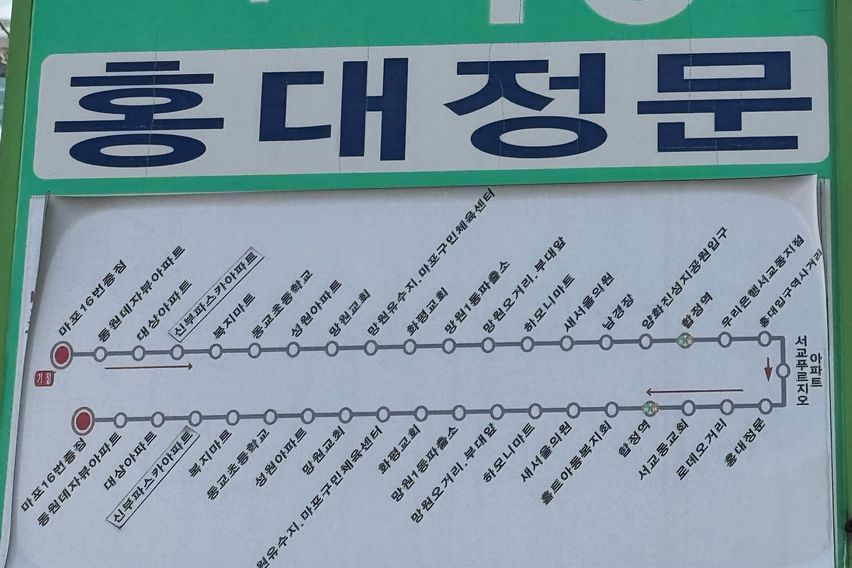 홍대정문
마포16번종점
동원대자뷰아파트
대상아파트
신부파스카아파트
복지마트
동교초등학교
성원아파트
망원교회
망원유수지.마포구민체육센터
화평교회
망원1동파출소
망원오거리.부대앞
하모니마트
새서울의원
남경장
양화진성지공원입구
합정역
우리은행서교동지점
홍대입구역사거리
기점
서교푸르지오
아파트
마포16번종점
동원대자뷰아파트
대상아파트
신부파스카아파트
복지마트
동교초등학교
성원아파트
망원교회
원유수지.마포구민체육센터
화평교회
망원1동파출소
망원오거리.부대앞
하모니마트
새서울의원
홀트아동복지회
합정역
서교동교회
로데오거리
홍대정문